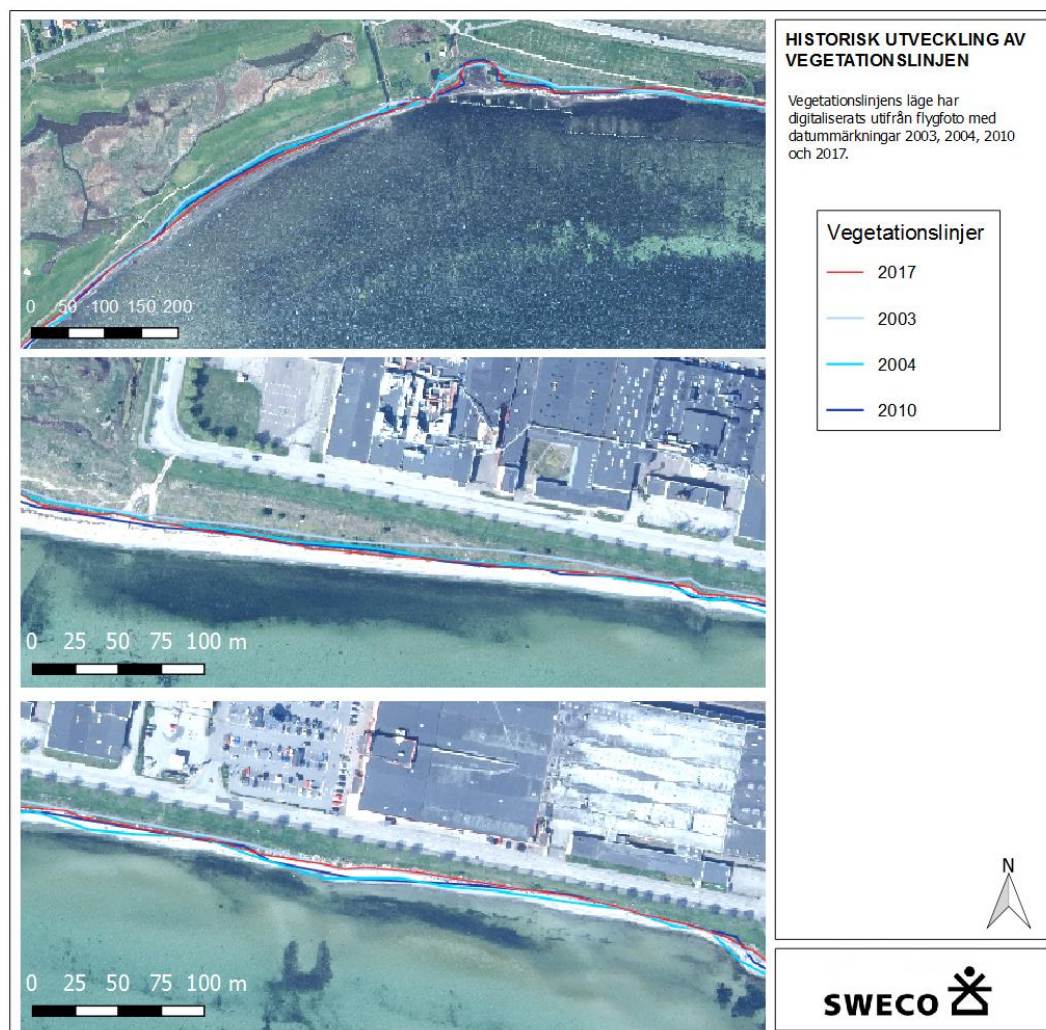 HISTORISK UTVECKLING AV
VEGETATIONSLINJEN
Vegetationslinjens läge har
digitaliserats utifrån flygfoto med
datummärkningar 2003, 2004, 2010
och 2017.
Vegetationslinjer
2017
2003
2004
2010
0 50 100 150 200
0 25 50 75 100 m
0 25 50 75 100 m
N
SWECO